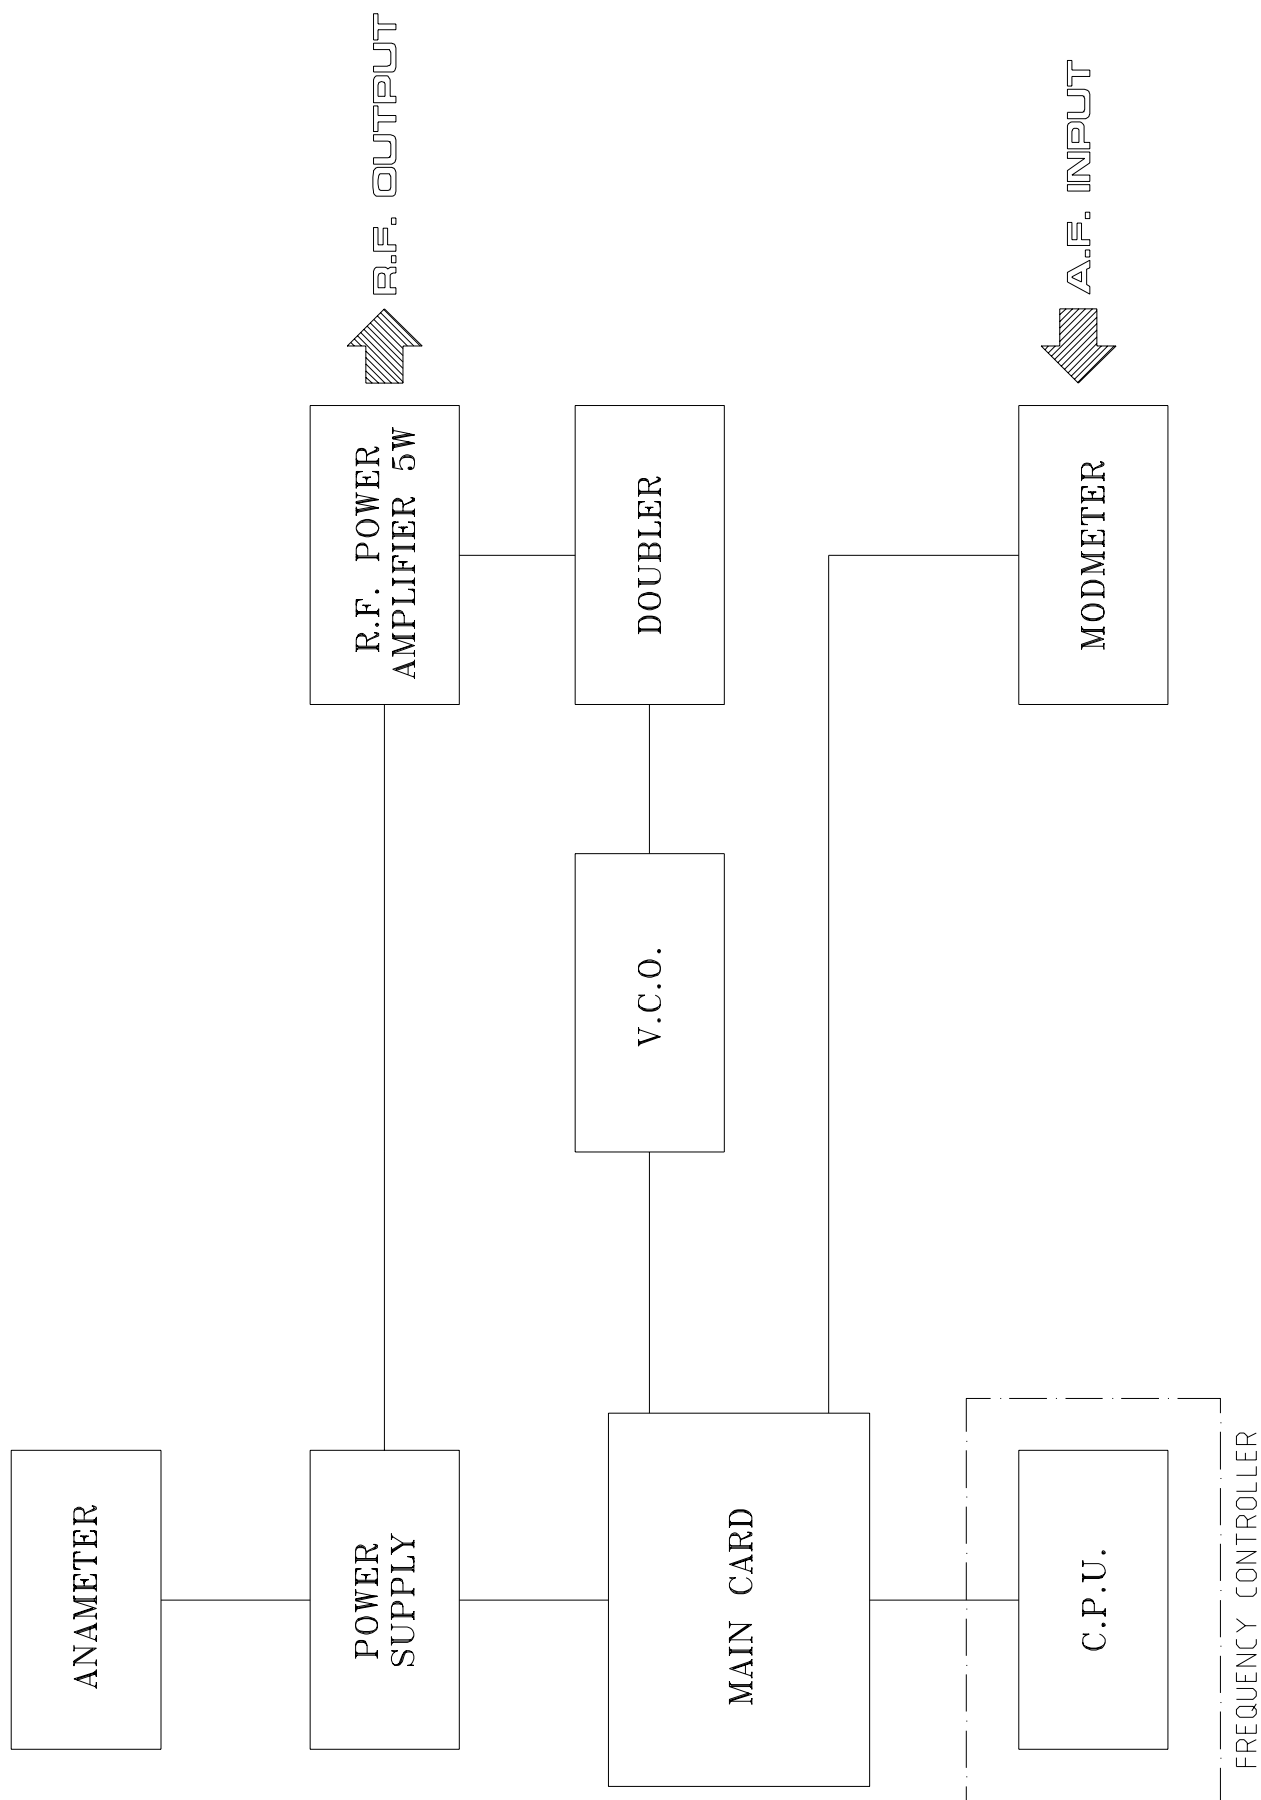 ANAMETER
POWER
SUPPLY
R.F. POWER
AMPLIFIER 5W
R.F. OUTPUT
DOUBLER
V.C.O.
MAIN CARD
MODMETER
A.F. INPUT
C.P.U.
FREQUENCY CONTROLLER